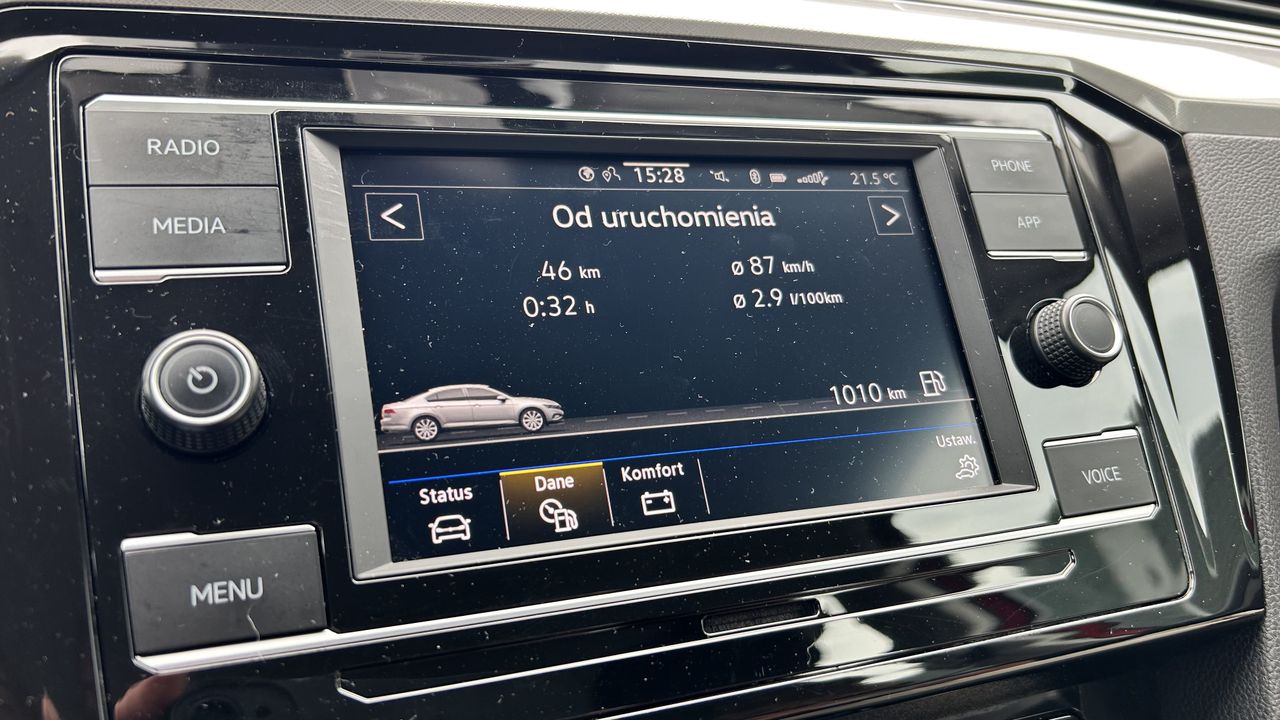 RADIO
MEDIA
MENU
15:28
21.5 °C
<
Od uruchomienia
>
46 km
Ø 87 km/h
0:32 h
Ø 2.9 l/100km
1010 km
Status
Dane
Komfort
Ustaw.
PHONE
APP
VOICE